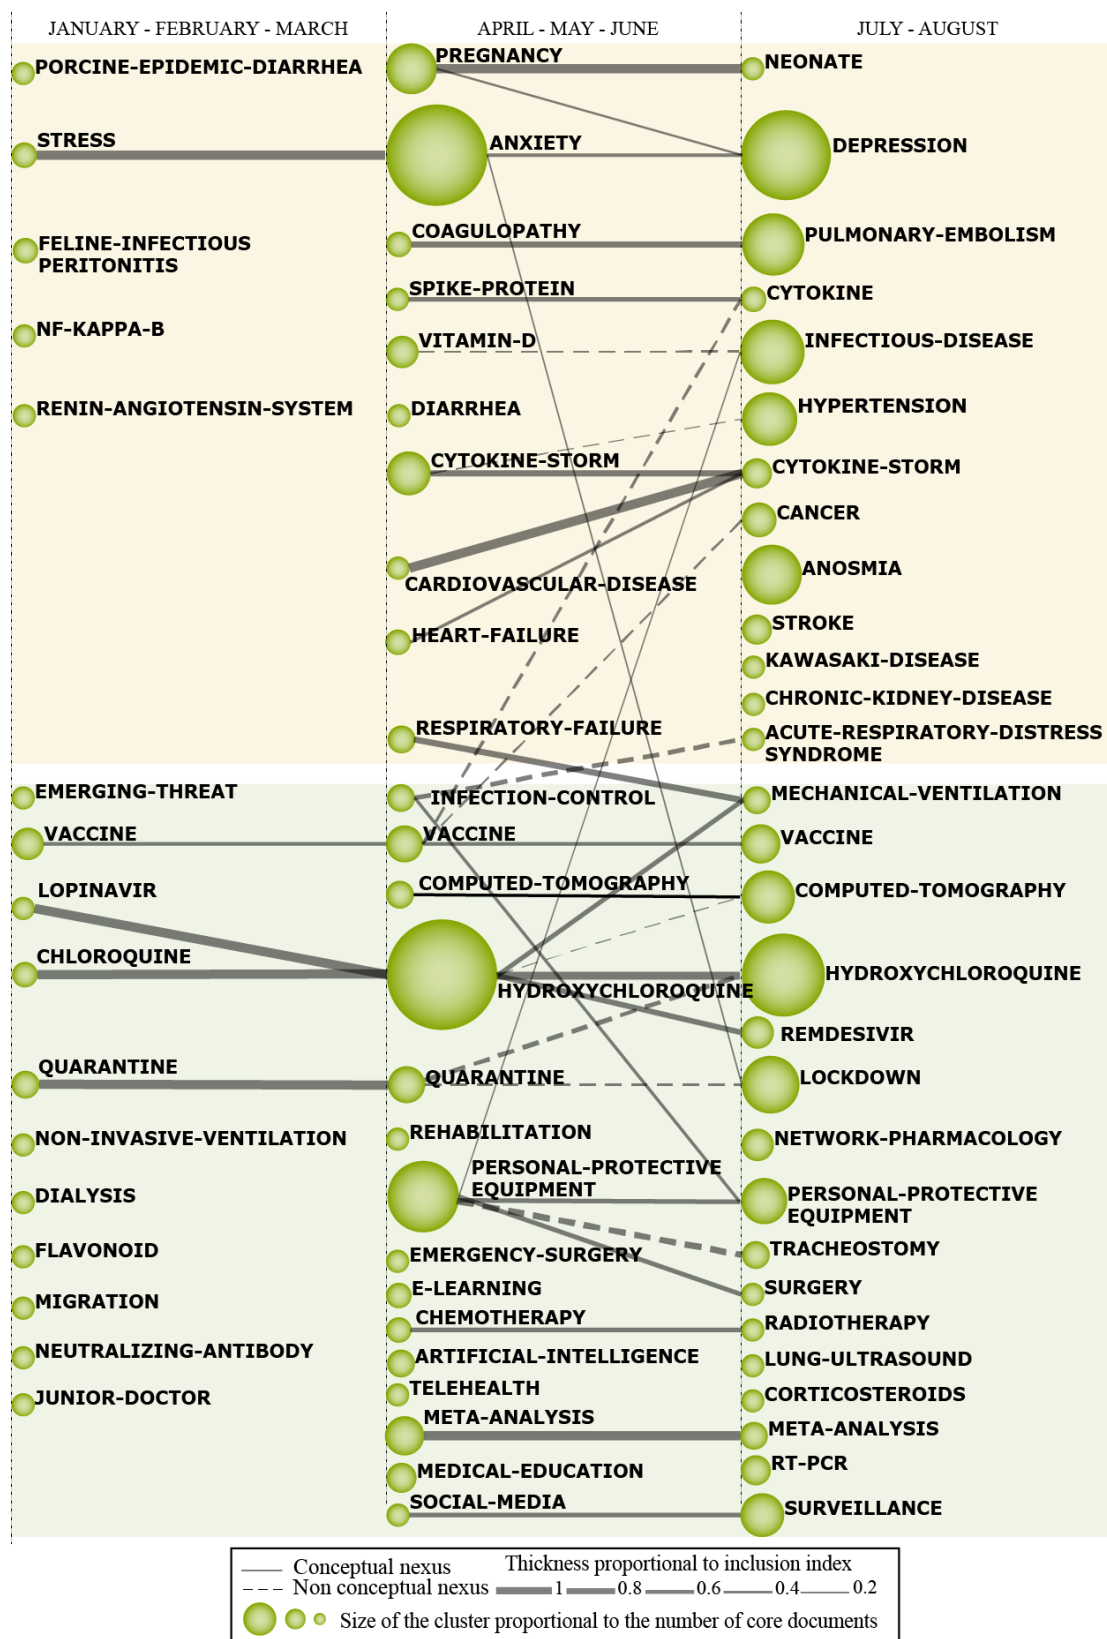 JANUARY - FEBRUARY - MARCH
APRIL - MAY - JUNE
JULY - AUGUST
PORCINE-EPIDEMIC-DIARRHEA
STRESS
FELINE-INFECTIOUS
PERITONITIS
NF-KAPPA-B
RENIN-ANGIOTENSIN-SYSTEM
EMERGING-THREAT
VACCINE
LOPINAVIR
CHLOROQUINE
QUARANTINE
NON-INVASIVE-VENTILATION
DIALYSIS
FLAVONOID
MIGRATION
NEUTRALIZING-ANTIBODY
JUNIOR-DOCTOR
PREGNANCY
ANXIETY
COAGULOPATHY
SPIKE-PROTEIN
VITAMIN-D
DIARRHEA
CYTOKINE-STORM
CARDIOVASCULAR-DISEASE
HEART-FAILURE
RESPIRATORY-FAILURE
INFECTION-CONTROL
VACCINE
COMPUTED-TOMOGRAPHY
HYDROXYCHLOROQUINE
QUARANTINE
REHABILITATION
PERSONAL-PROTECTIVE
EQUIPMENT
EMERGENCY-SURGERY
E-LEARNING
CHEMOTHERAPY
ARTIFICIAL-INTELLIGENCE
TELEHEALTH
META-ANALYSIS
MEDICAL-EDUCATION
SOCIAL-MEDIA
NEONATE
DEPRESSION
PULMONARY-EMBOLISM
CYTOKINE
INFECTIOUS-DISEASE
HYPERTENSION
CYTOKINE-STORM
CANCER
ANOSMIA
STROKE
KAWASAKI-DISEASE
CHRONIC-KIDNEY-DISEASE
ACUTE-RESPIRATORY-DISTRESS
SYNDROME
MECHANICAL-VENTILATION
VACCINE
COMPUTED-TOMOGRAPHY
HYDROXYCHLOROQUINE
REMDESIVIR
LOCKDOWN
NETWORK-PHARMACOLOGY
PERSONAL-PROTECTIVE
EQUIPMENT
TRACHEOSTOMY
SURGERY
RADIOTHERAPY
LUNG-ULTRASOUND
CORTICOSTEROIDS
META-ANALYSIS
RT-PCR
SURVEILLANCE
Conceptual nexus
Non conceptual nexus
Thickness proportional to inclusion index
1 0.8 0.6 0.4 0.2
Size of the cluster proportional to the number of core documents